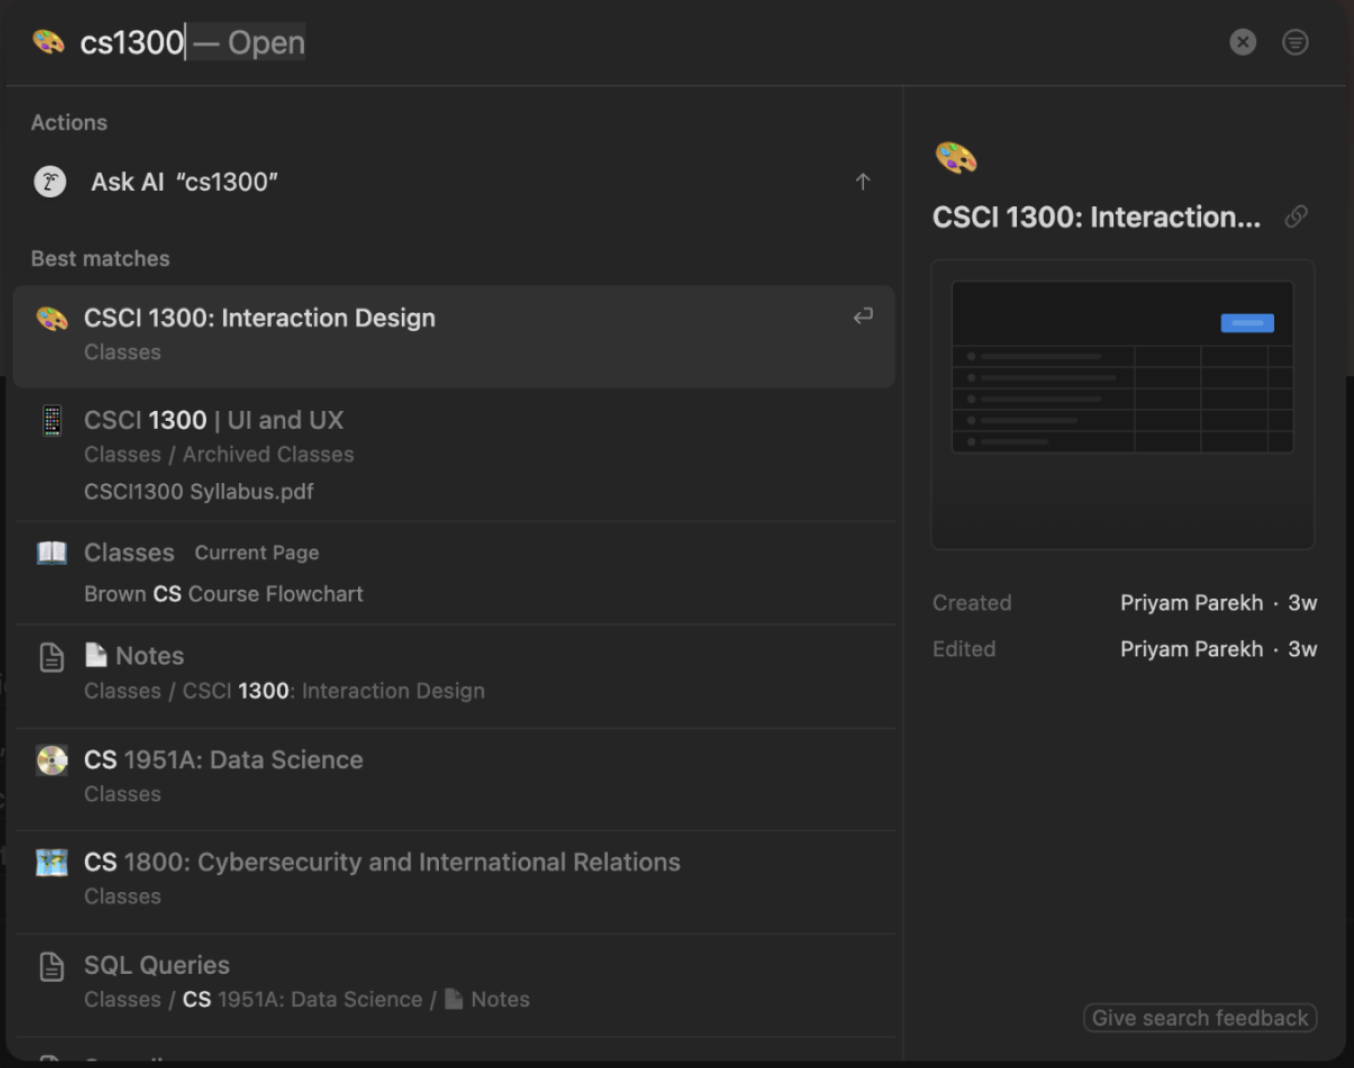 cs1300 — Open
Actions
Ask AI “cs1300”
Best matches
CSCI 1300: Interaction Design
Classes
CSCI 1300 | UI and UX
Classes / Archived Classes
CSCI1300 Syllabus.pdf
Classes Current Page
Brown CS Course Flowchart
Notes
Classes / CSCI 1300: Interaction Design
CS 1951A: Data Science
Classes
CS 1800: Cybersecurity and International Relations
Classes
SQL Queries
Classes / CS 1951A: Data Science / Notes
CSCI 1300: Interaction...
Created Priyam Parekh · 3w
Edited Priyam Parekh · 3w
Give search feedback